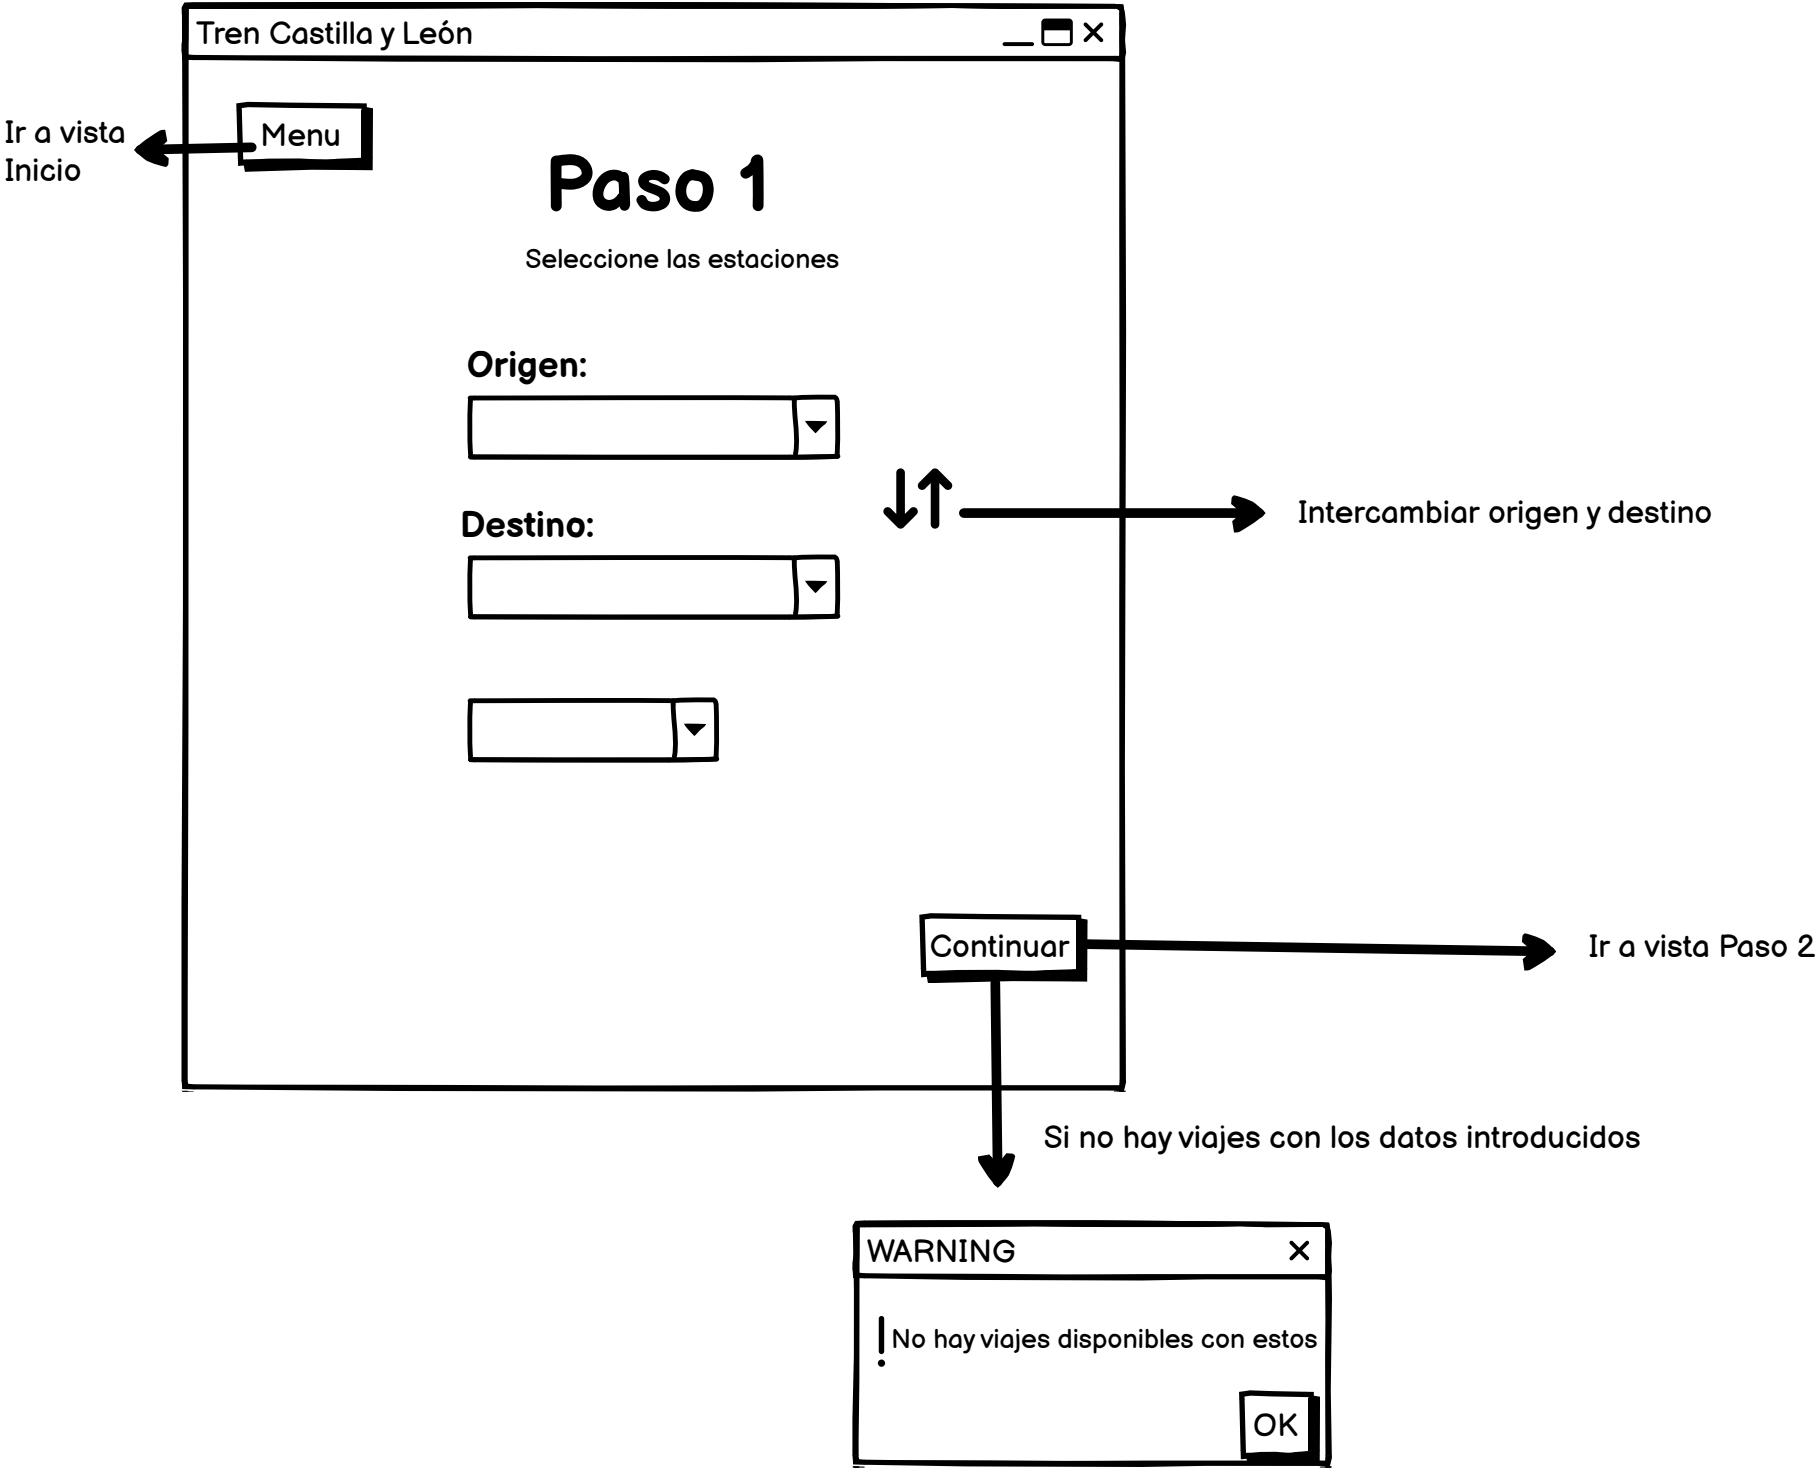 Tren Castilla y León
Menu
Ir a vista
Inicio
Paso 1
Seleccione las estaciones
Origen:
Intercambiar origen y destino
Destino:
Continuar
Ir a vista Paso 2
Si no hay viajes con los datos introducidos
WARNING
! No hay viajes disponibles con estos
OK